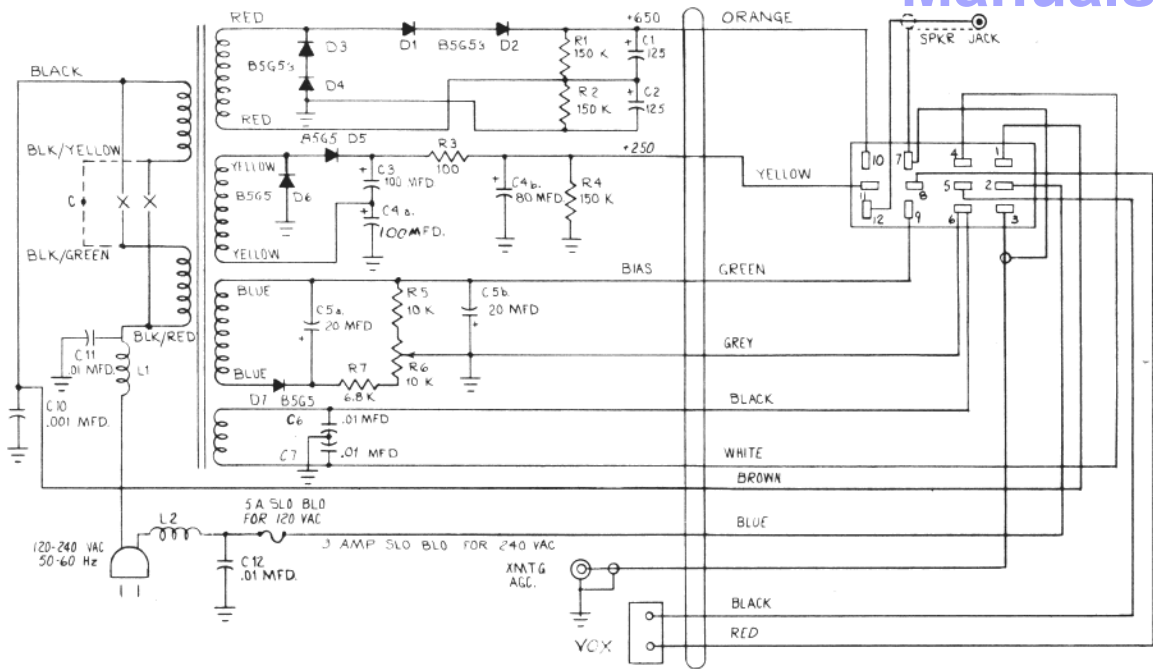 Manuals
RED
+650
ORANGE
SPKR JACK
D3
D1
B5G5's
D2
R1
150 K
C1
125
BLACK
B5G5's
D4
R2
150 K
C2
125
RED
BLK/YELLOW
B5G5 D5
R3
100
+250
YELLOW
YELLOW
B5G5
D6
C3
100 MFD
C4b.
80 MFD.
R4
150 K
C
C4a.
100 MFD.
YELLOW
BLK/GREEN
10
7
4
1
11
8
5
2
12
9
6
3
BIAS
GREEN
BLUE
C5a.
20 MFD
R5
10 K
C5b.
20 MFD
BLK/RED
C11
.01 MFD.
L1
GREY
BLUE
R7
6.8 K
R6
10 K
D7 B5G5
BLACK
C10
.001 MFD.
C6
.01 MFD
C7
.01 MFD
WHITE
BROWN
5 A SLO BLO
FOR 120 VAC
L2
BLUE
120-240 VAC
50-60 Hz
AMP SLO BLO FOR 240 VAC
C12
.01 MFD.
XMTG
AGC.
BLACK
RED
VOX